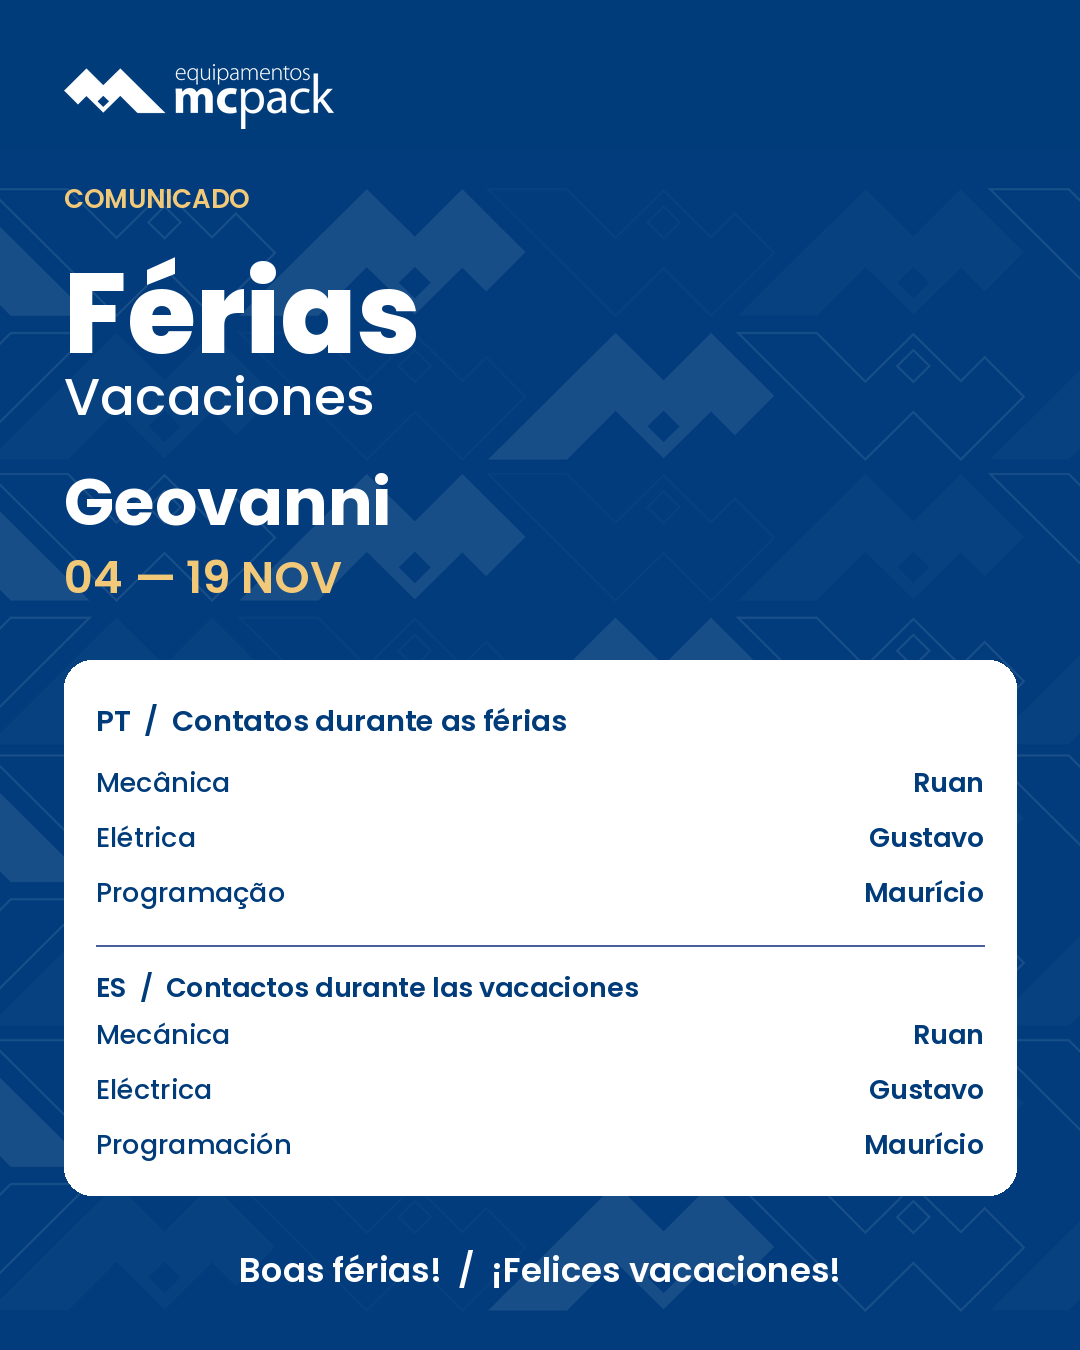 equipamentos
mcpack
COMUNICADO
Férias
Vacaciones
Geovanni
04 — 19 NOV
PT / Contatos durante as férias
Mecânica Ruan
Elétrica Gustavo
Programação Maurício
ES / Contactos durante las vacaciones
Mecánica Ruan
Eléctrica Gustavo
Programación Maurício
Boas férias! / ¡Felices vacaciones!